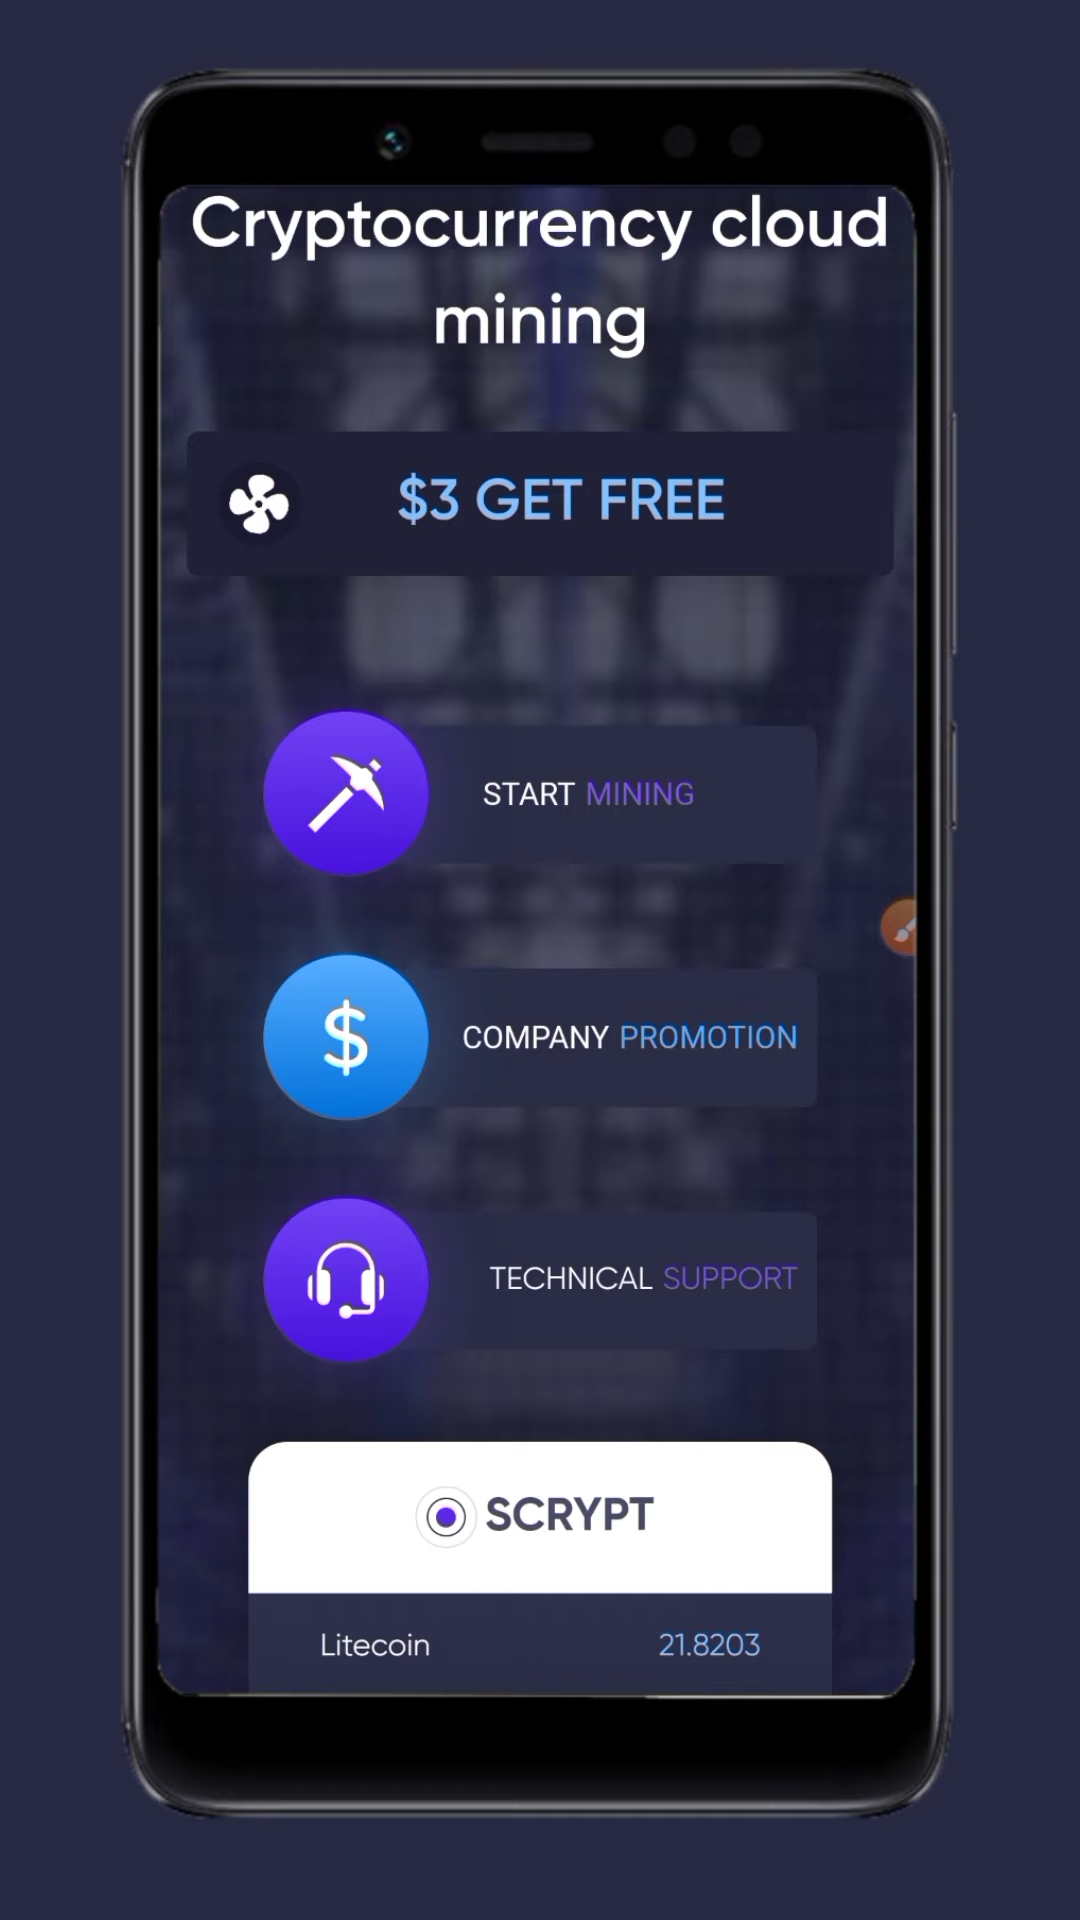 Cryptocurrency cloud
mining
$3 GET FREE
START MINING
COMPANY PROMOTION
TECHNICAL SUPPORT
SCRYPT
Litecoin 21.8203